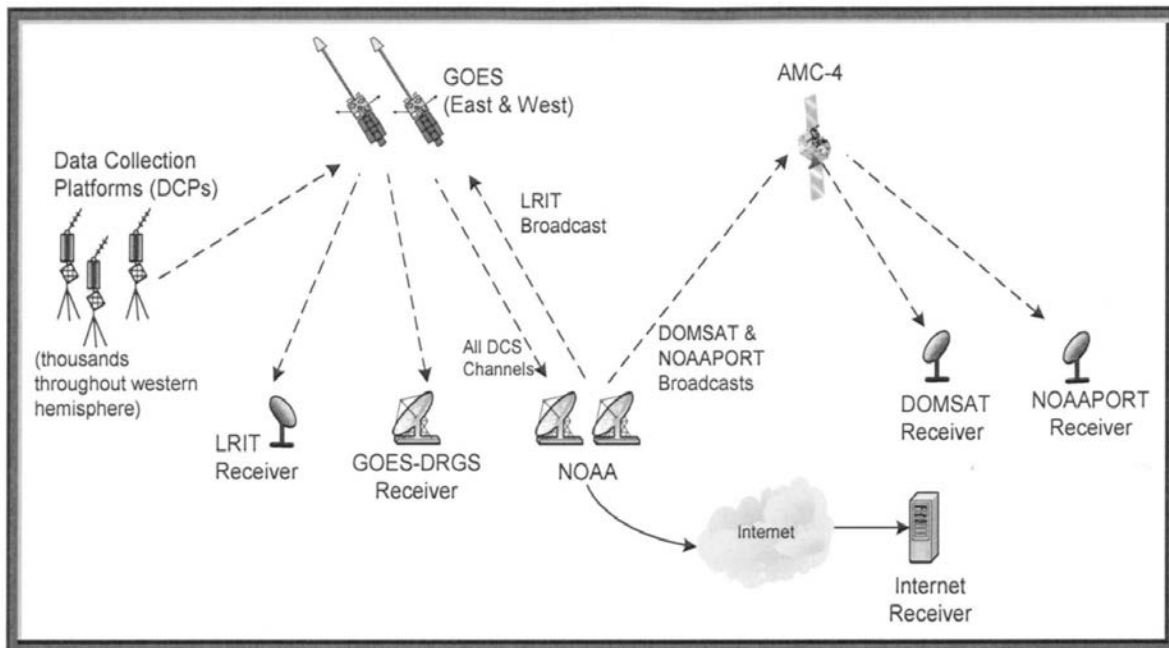 GOES
(East & West)
AMC-4
Data Collection
Platforms (DCPs)
LRIT
Broadcast
(thousands
throughout western
hemisphere)
All DCS
Channels
DOMSAT &
NOAAPORT
Broadcasts
LRIT
Receiver
GOES-DRGS
Receiver
NOAA
DOMSAT
Receiver
NOAAPORT
Receiver
Internet
Internet
Receiver